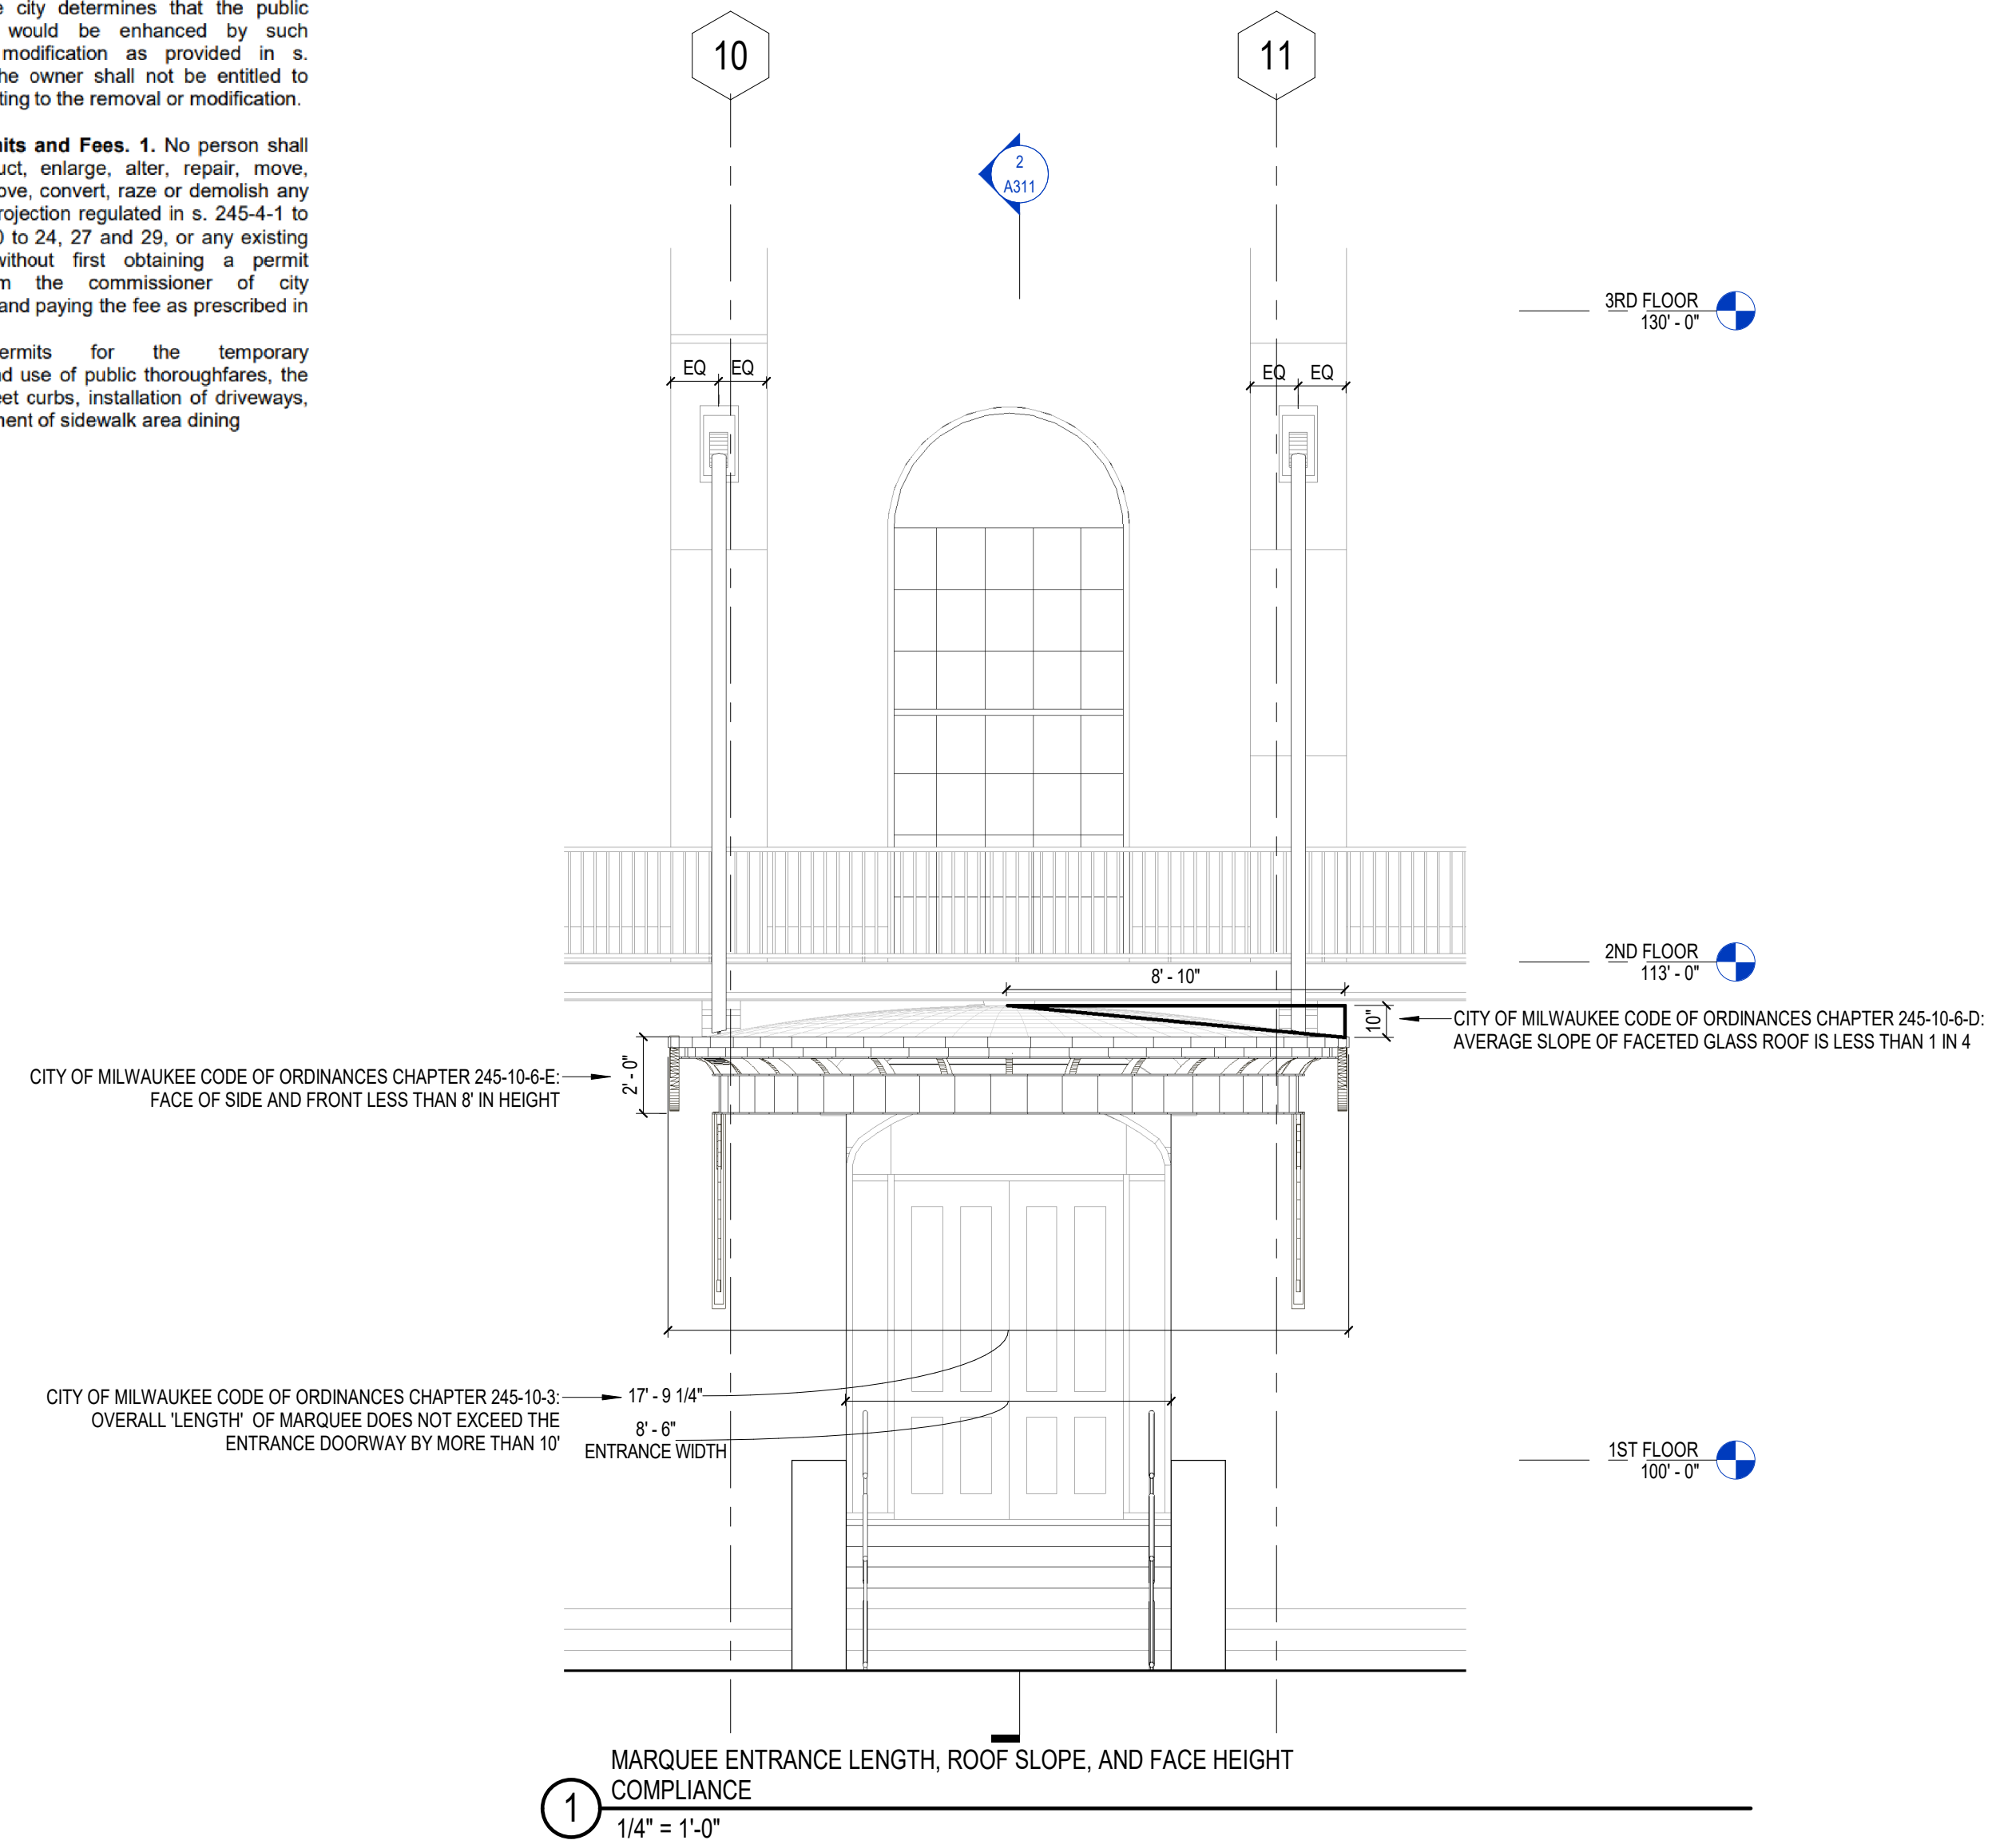 e city determines that the public
would be enhanced by such
modification as provided in s.
he owner shall not be entitled to
ting to the removal or modification.
its and Fees. 1. No person shall
uct, enlarge, alter, repair, move,
ove, convert, raze or demolish any
rojection regulated in s. 245-4-1 to
0 to 24, 27 and 29, or any existing
without first obtaining a permit
m the commissioner of city
and paying the fee as prescribed in
ermits for the temporary
nd use of public thoroughfares, the
eet curbs, installation of driveways,
ment of sidewalk area dining
10
11
2
A311
3RD FLOOR
130' - 0"
EQ EQ
EQ EQ
2ND FLOOR
113' - 0"
8' - 10"
10"
CITY OF MILWAUKEE CODE OF ORDINANCES CHAPTER 245-10-6-D:
AVERAGE SLOPE OF FACETED GLASS ROOF IS LESS THAN 1 IN 4
2' - 0"
CITY OF MILWAUKEE CODE OF ORDINANCES CHAPTER 245-10-6-E:
FACE OF SIDE AND FRONT LESS THAN 8' IN HEIGHT
CITY OF MILWAUKEE CODE OF ORDINANCES CHAPTER 245-10-3:
OVERALL 'LENGTH' OF MARQUEE DOES NOT EXCEED THE
ENTRANCE DOORWAY BY MORE THAN 10'
17' - 9 1/4"
8' - 6"
ENTRANCE WIDTH
1ST FLOOR
100' - 0"
MARQUEE ENTRANCE LENGTH, ROOF SLOPE, AND FACE HEIGHT
COMPLIANCE
1
1/4" = 1'-0"